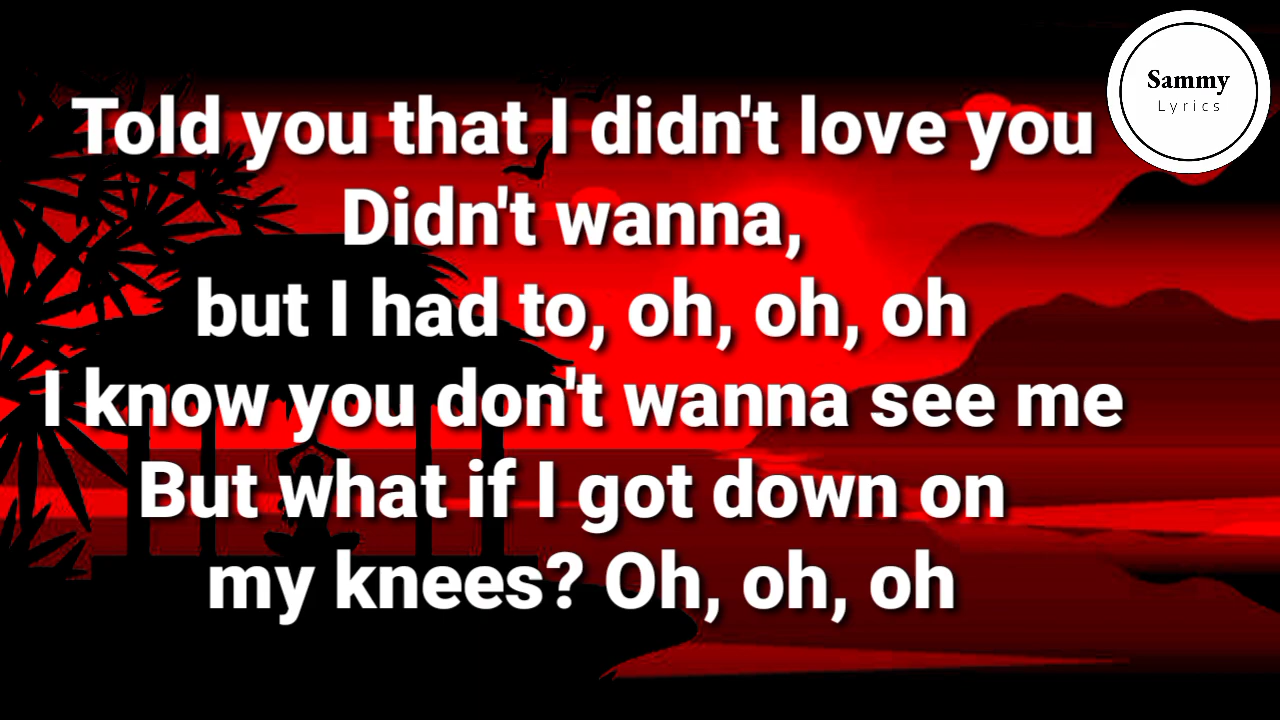 Sammy
Lyrics
Told you that I didn't love you
Didn't wanna,
but I had to, oh, oh, oh
I know you don't wanna see me
But what if I got down on
my knees? Oh, oh, oh